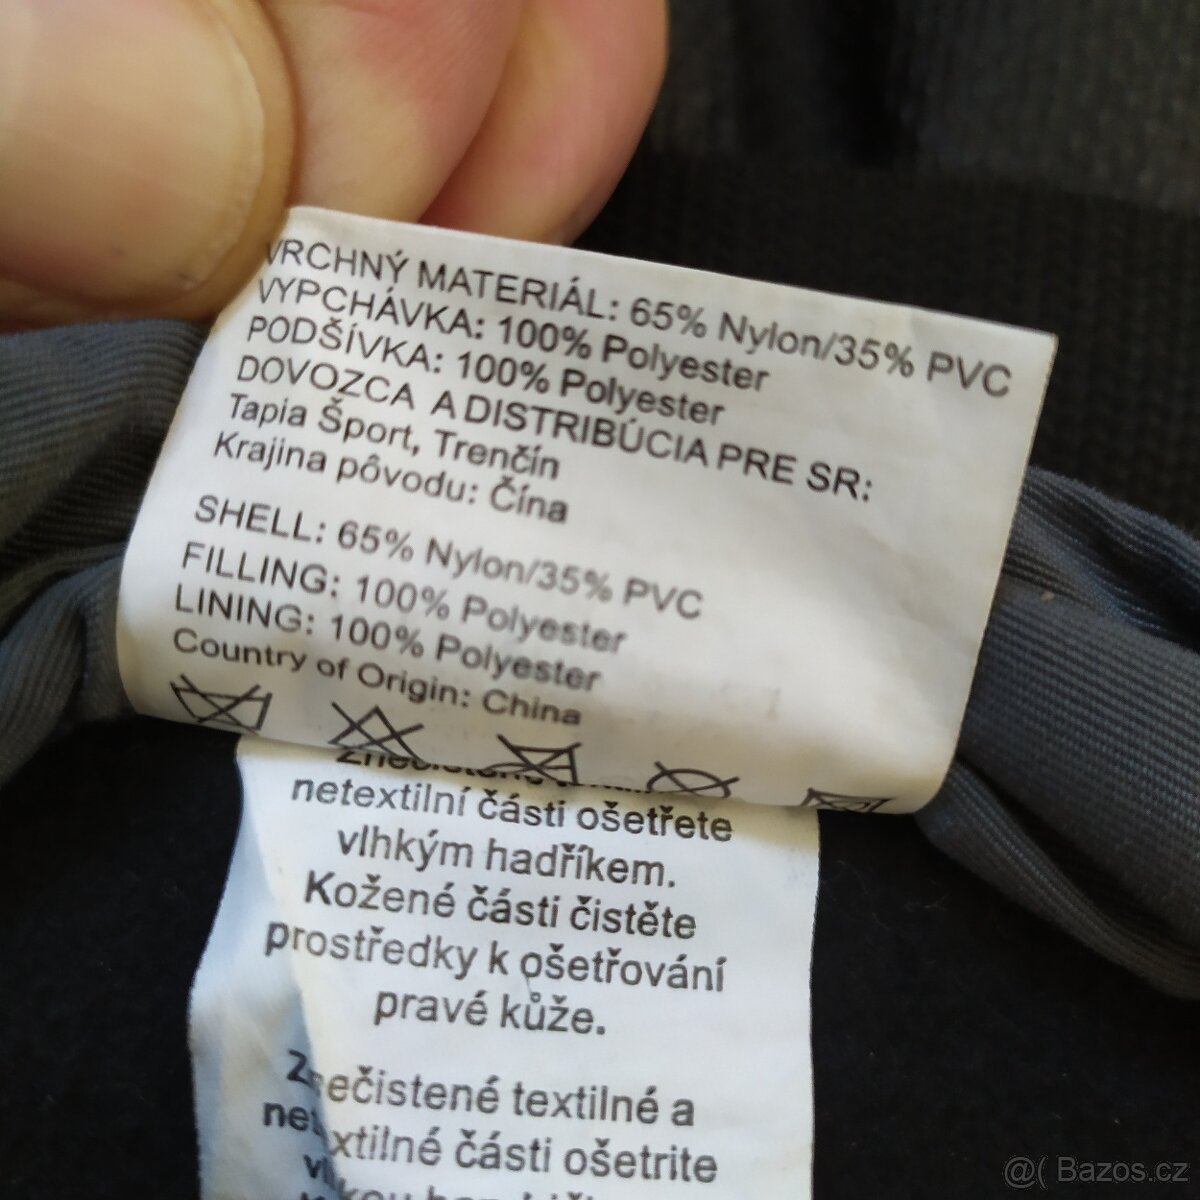 VRCHNÝ MATERIÁL: 65% Nylon/35% PVC
VÝPCHÁVKA: 100% Polyester
PODŠÍVKA: 100% Polyester
DOVOZCA A DISTRIBÚCIA PRE SR:
Tapia Šport, Trenčín
Krajina pôvodu: Čína
SHELL: 65% Nylon/35% PVC
FILLING: 100% Polyester
LINING: 100% Polyester
Country of Origin: China
netextilní části ošetřete
vlhkým hadříkem.
Kožené části čistěte
prostředky k ošetřování
pravé kůže.
Znečistené textilné a
netextilné části ošetrite
@( Bazos.cz